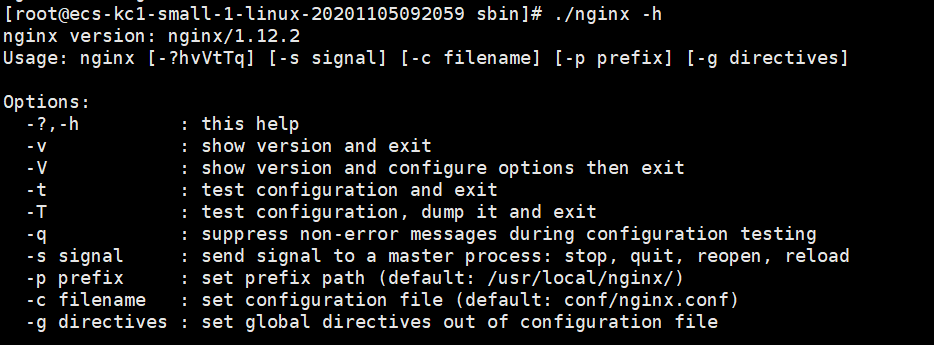 [root@ecs-kc1-small-1-linux-20201105092059 sbin]# ./nginx -h
nginx version: nginx/1.12.2
Usage: nginx [-?hvVtTq] [-s signal] [-c filename] [-p prefix] [-g directives]

Options:
  -?,-h         : this help
  -v            : show version and exit
  -V            : show version and configure options then exit
  -t            : test configuration and exit
  -T            : test configuration, dump it and exit
  -q            : suppress non-error messages during configuration testing
  -s signal     : send signal to a master process: stop, quit, reopen, reload
  -p prefix     : set prefix path (default: /usr/local/nginx/)
  -c filename   : set configuration file (default: conf/nginx.conf)
  -g directives : set global directives out of configuration file